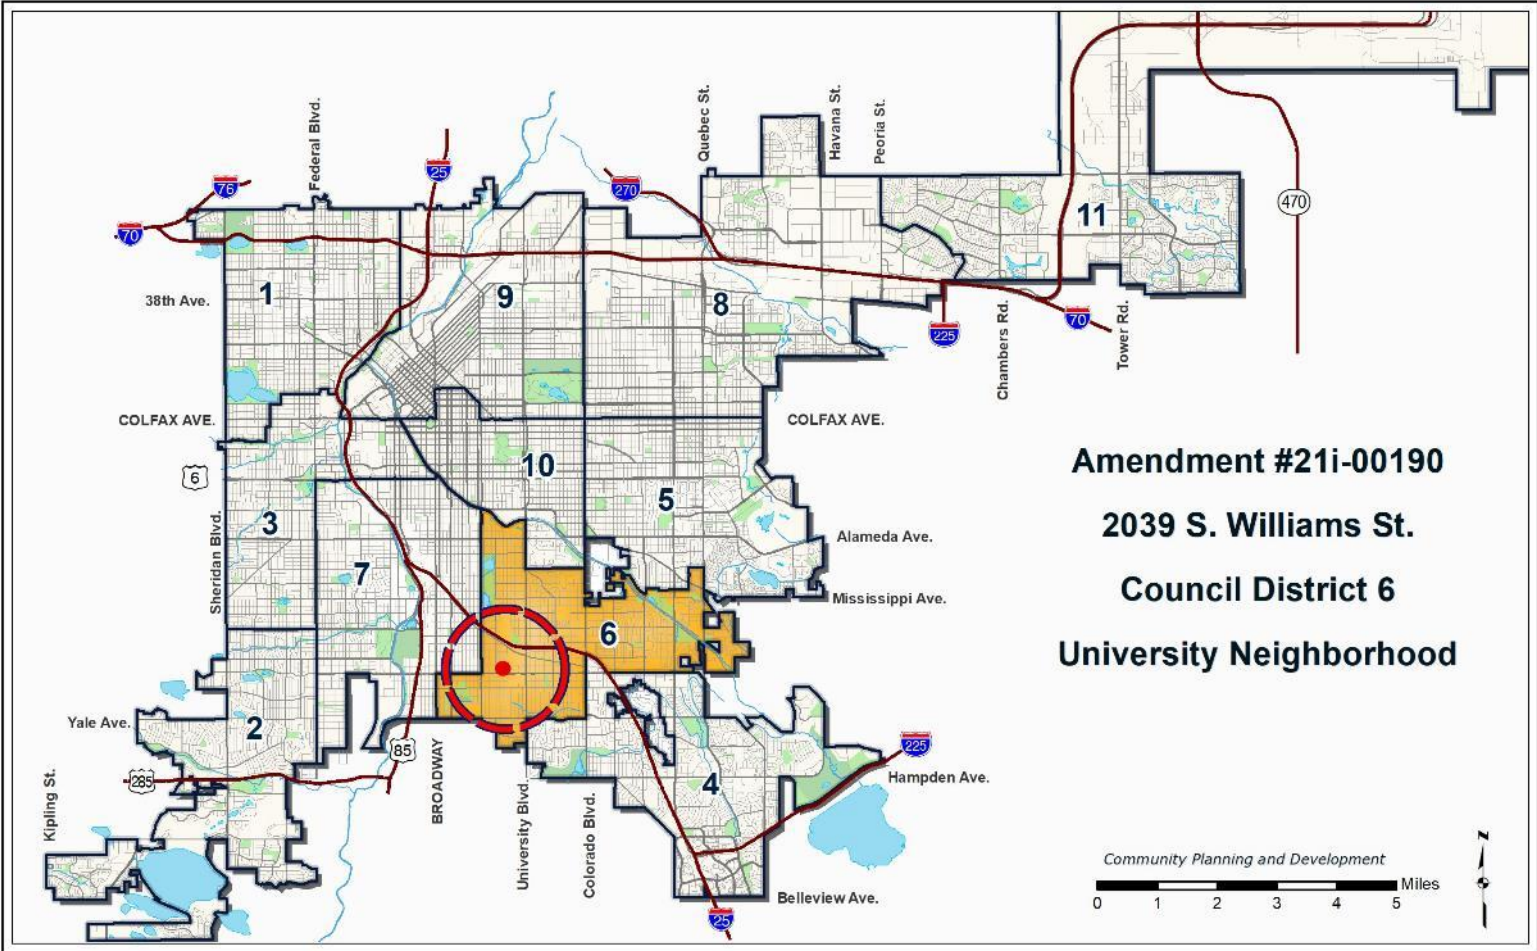 Federal Blvd.
Quebec St.
Havana St.
Peoria St.
76
25
270
70
470
11
1
9
8
38th Ave.
225
Chambers Rd.
70
Tower Rd.
COLFAX AVE.
COLFAX AVE.
6
10
5
3
Sheridan Blvd.
7
Alameda Ave.
Mississippi Ave.
6
Amendment #21i-00190
2039 S. Williams St.
Council District 6
University Neighborhood
Yale Ave.
2
85
BROADWAY
225
Hampden Ave.
285
Kipling St.
University Blvd.
Colorado Blvd.
4
Belleview Ave.
25
Community Planning and Development
Miles
0 1 2 3 4 5
N